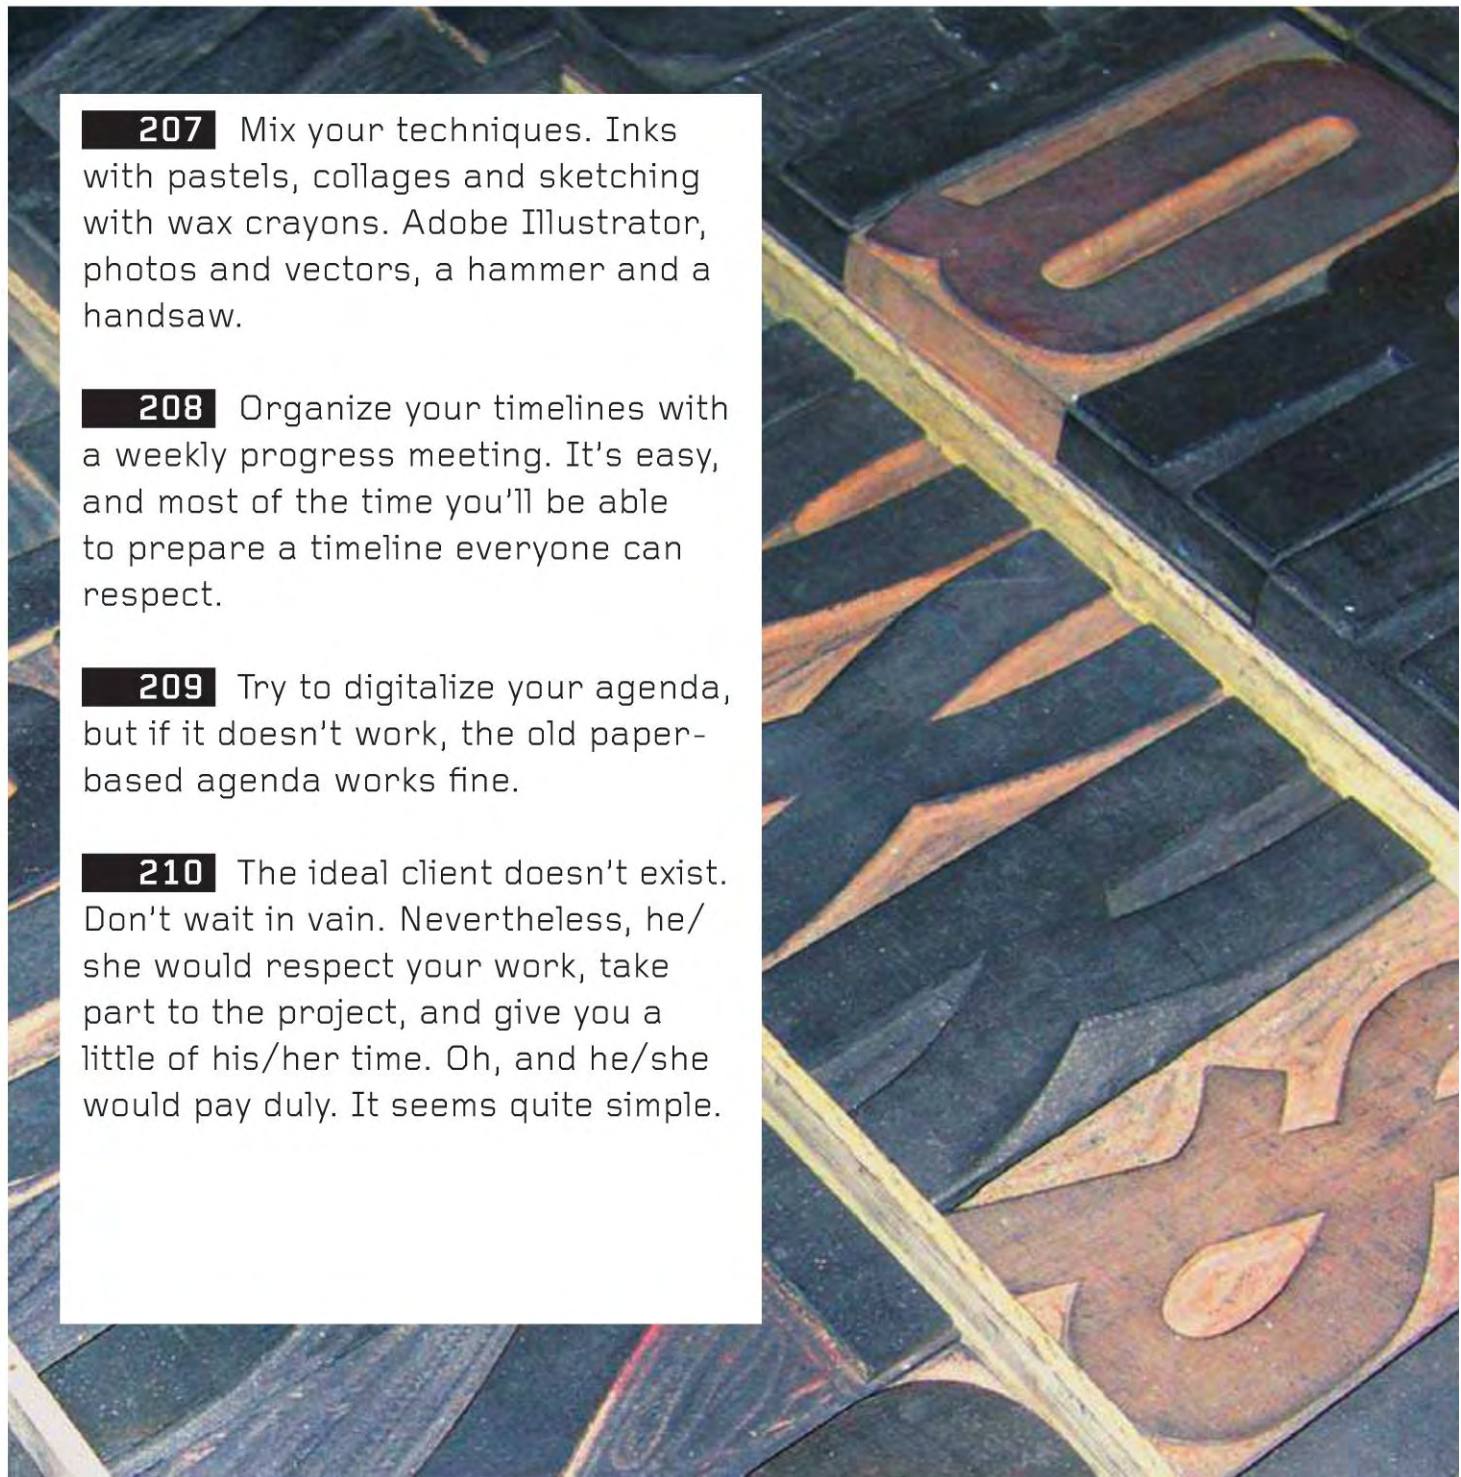 207 Mix your techniques. Inks
with pastels, collages and sketching
with wax crayons. Adobe Illustrator,
photos and vectors, a hammer and a
handsaw.
208 Organize your timelines with
a weekly progress meeting. It's easy,
and most of the time you'll be able
to prepare a timeline everyone can
respect.
209 Try to digitalize your agenda,
but if it doesn't work, the old paper-
based agenda works fine.
210 The ideal client doesn't exist.
Don't wait in vain. Nevertheless, he/
she would respect your work, take
part to the project, and give you a
little of his/her time. Oh, and he/she
would pay duly. It seems quite simple.